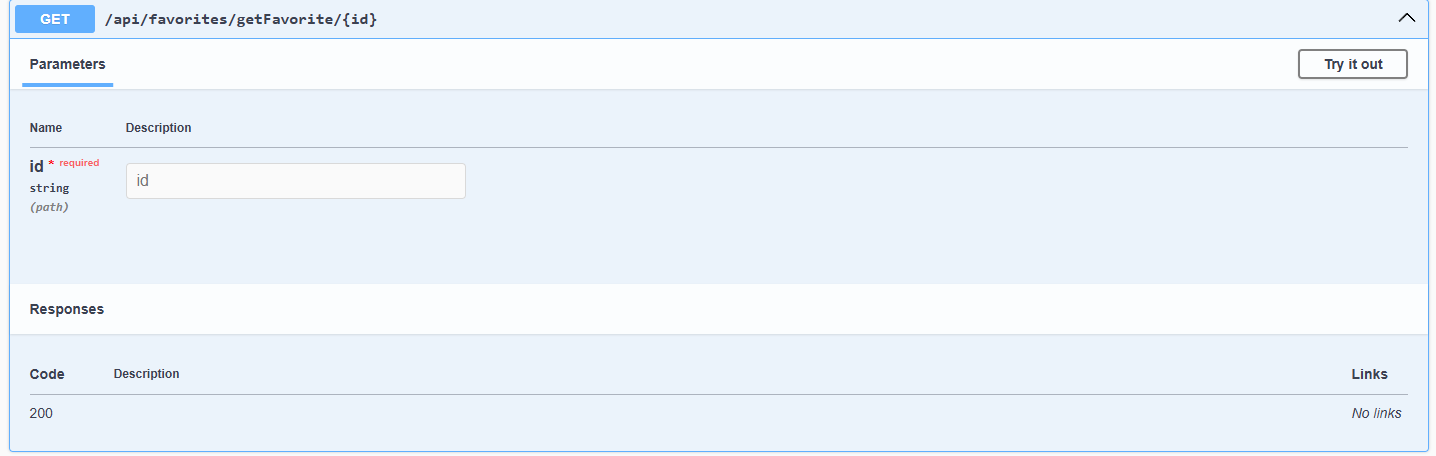 GET /api/favorites/getFavorite/{id}
Parameters Try it out
Name Description
id * required
string
(path)
id
Responses
Code Description Links
200 No links